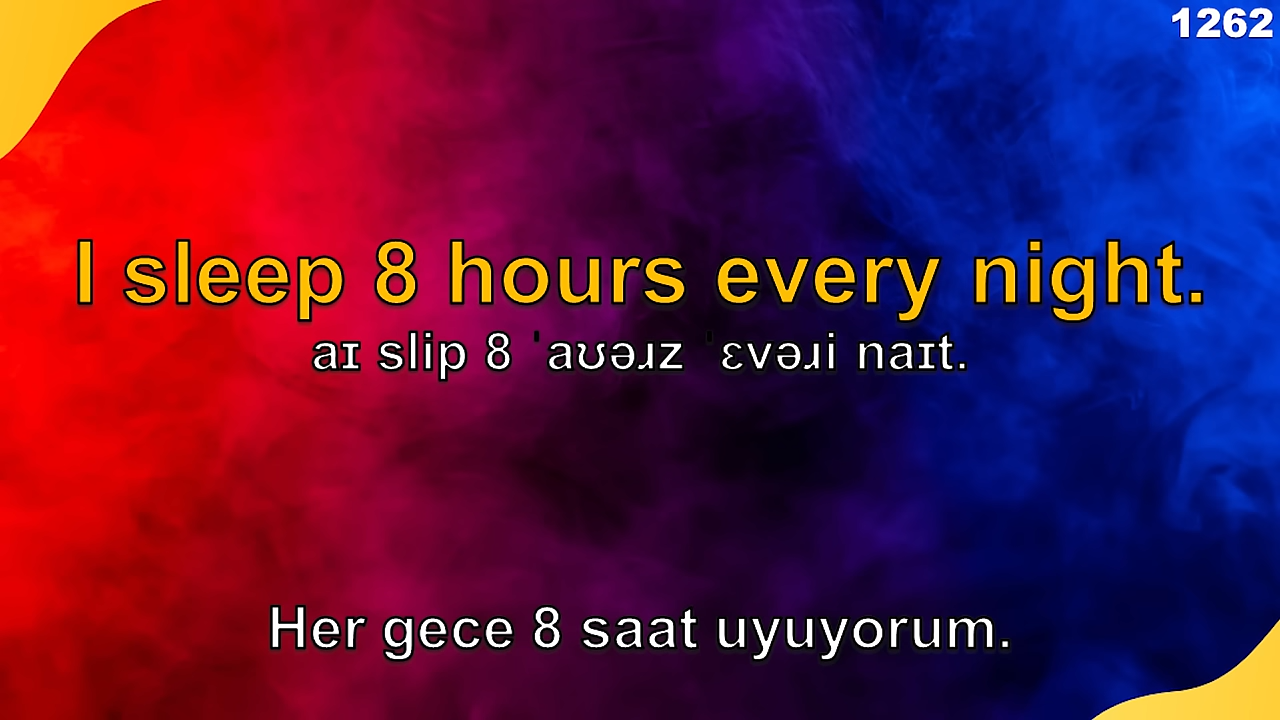 1262
I sleep 8 hours every night.
aɪ slip 8 ˈaʊəɹz ˈɛvəɹi naɪt.
Her gece 8 saat uyuyorum.